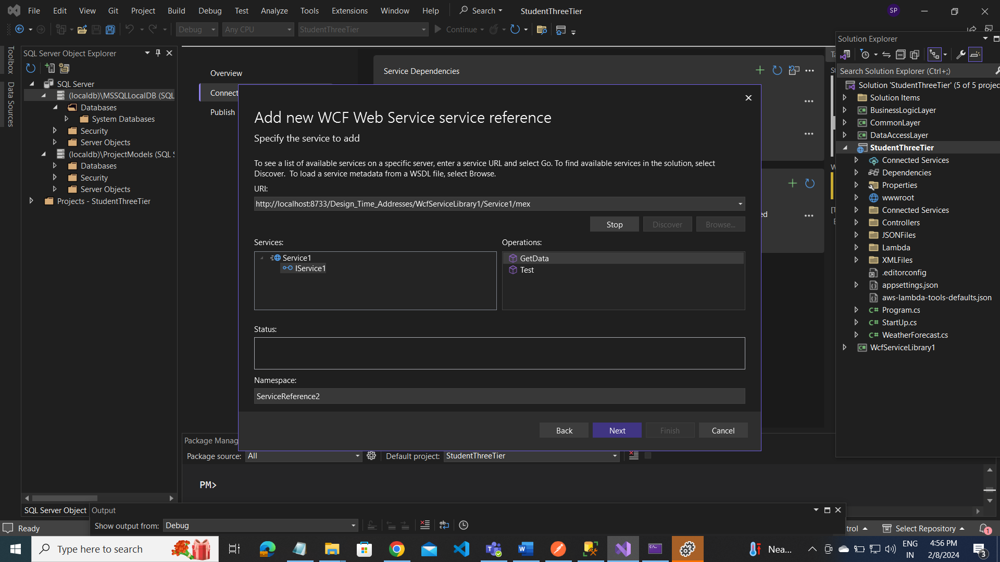 File Edit View Git Project Build Debug Test Analyze Tools Extensions Window Help Search StudentThreeTier SP
Debug Any CPU StudentThreeTier Continue
Toolbox
Data Sources
SQL Server Object Explorer
SQL Server
(localdb)\MSSQLLocalDB (SQL
Databases
System Databases
Security
Server Objects
(localdb)\ProjectModels (SQL S
Databases
Security
Server Objects
Projects - StudentThreeTier
SQL Server Object
Overview
Connect
Publish
Service Dependencies
ed
Add new WCF Web Service service reference
Specify the service to add
To see a list of available services on a specific server, enter a service URL and select Go. To find available services in the solution, select
Discover.  To load a service metadata from a WSDL file, select Browse.
URI:
http://localhost:8733/Design_Time_Addresses/WcfServiceLibrary1/Service1/mex
Stop Discover Browse...
Services: Operations:
Service1
IService1
GetData
Test
Status:
Namespace:
ServiceReference2
Back Next Finish Cancel
Package Manag
Package source: All Default project: StudentThreeTier
PM>
Output
Show output from: Debug
Solution Explorer
Search Solution Explorer (Ctrl+;)
Solution 'StudentThreeTier' (5 of 5 projec
Solution Items
BusinessLogicLayer
CommonLayer
DataAccessLayer
StudentThreeTier
Connected Services
Dependencies
Properties
wwwroot
Connected Services
Controllers
JSONFiles
Lambda
XMLFiles
.editorconfig
appsettings.json
aws-lambda-tools-defaults.json
Program.cs
StartUp.cs
WeatherForecast.cs
WcfServiceLibrary1
Ready
trol Select Repository 1
Type here to search
Nea...
ENG
IN
4:56 PM
2/8/2024
3